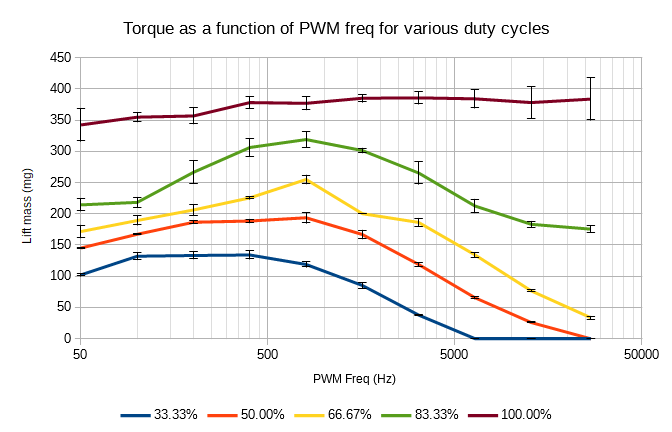 Torque as a function of PWM freq for various duty cycles
450
400
350
300
250
200
150
100
50
0
Lift mass (mg)
50 500 5000 50000
PWM Freq (Hz)
33.33% 50.00% 66.67% 83.33% 100.00%